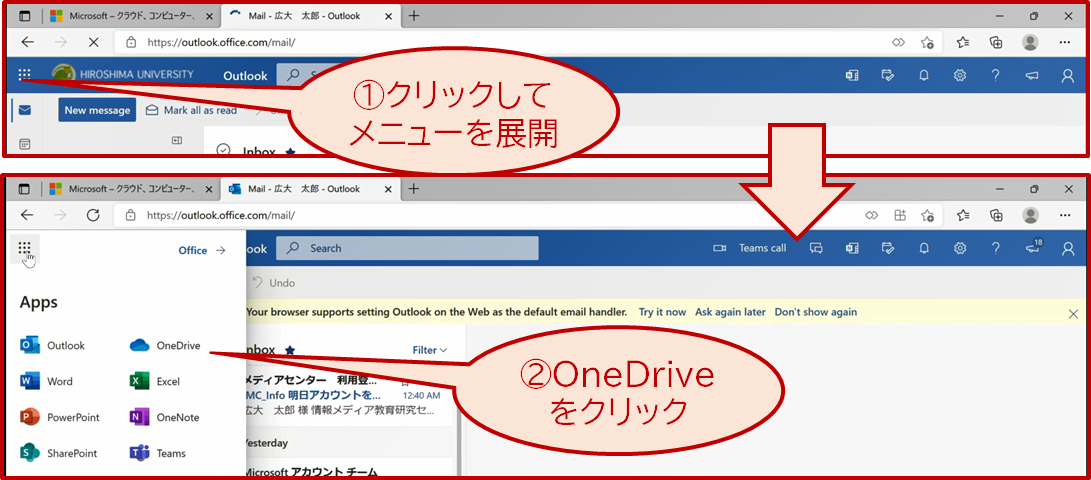 Microsoft – クラウド、コンピューター、
Mail - 広大　太郎 - Outlook
https://outlook.office.com/mail/
HIROSHIMA UNIVERSITY
Outlook
New message
Mark all as read
Inbox
①クリックして
メニューを展開
Microsoft – クラウド、コンピューター、
Mail - 広大　太郎 - Outlook
https://outlook.office.com/mail/
Office →
ook
Search
Teams call
18
Undo
Apps
Your browser supports setting Outlook on the Web as the default email handler. Try it now Ask again later Don't show again
Outlook
OneDrive
Word
Excel
PowerPoint
OneNote
SharePoint
Teams
nbox
Filter
メディアセンター　利用登...
MC_Info 明日アカウントを...
12:40 AM
広大　太郎 様 情報メディア教育研究セ...
Yesterday
Microsoft アカウント チーム
②OneDrive
をクリック